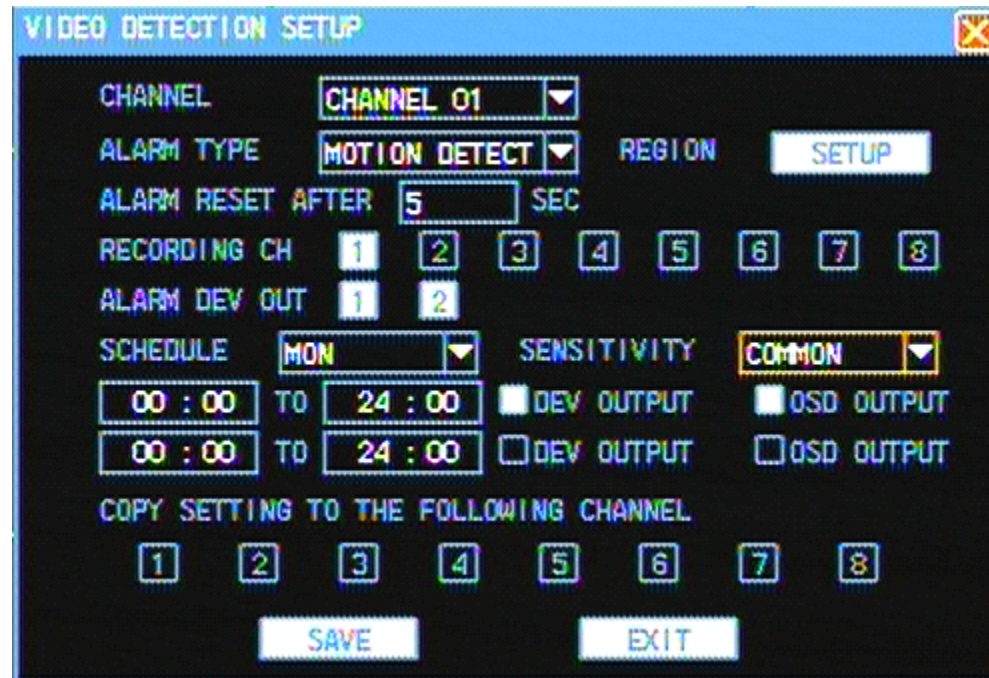 VIDEO DETECTION SETUP
CHANNEL CHANNEL 01
ALARM TYPE MOTION DETECT REGION SETUP
ALARM RESET AFTER 5 SEC
RECORDING CH 1 2 3 4 5 6 7 8
ALARM DEV OUT 1 2
SCHEDULE MON SENSITIVITY COMMON
00 : 00 TO 24 : 00 DEV OUTPUT OSD OUTPUT
00 : 00 TO 24 : 00 DEV OUTPUT OSD OUTPUT
COPY SETTING TO THE FOLLOWING CHANNEL
1 2 3 4 5 6 7 8
SAVE EXIT